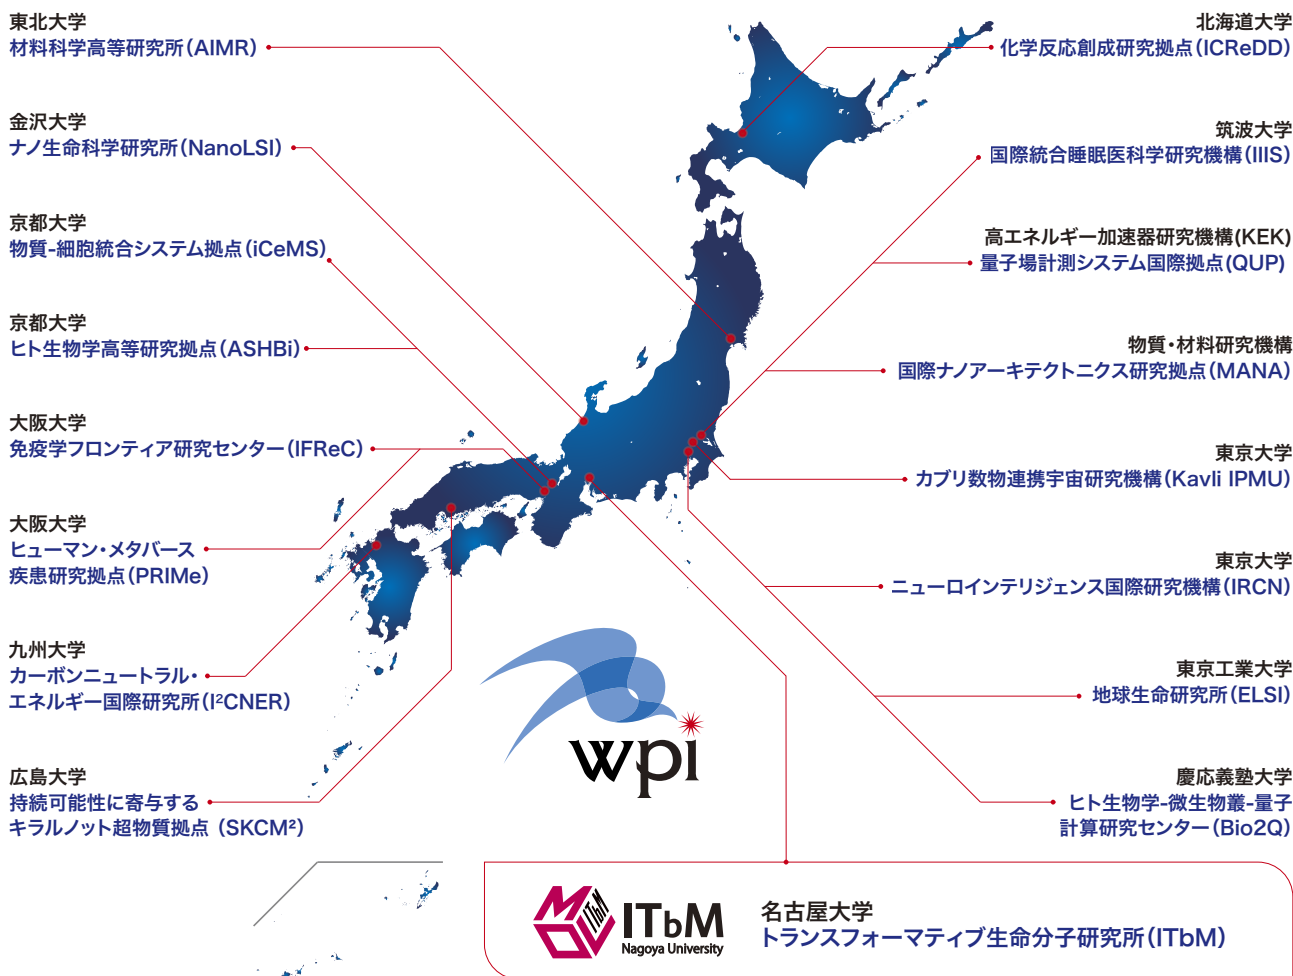 東北大学
材料科学高等研究所(AIMR)
金沢大学
ナノ生命科学研究所(NanoLSI)
京都大学
物質-細胞統合システム拠点(iCeMS)
京都大学
ヒト生物学高等研究拠点(ASHBi)
大阪大学
免疫学フロンティア研究センター(IFReC)
大阪大学
ヒューマン・メタバース
疾患研究拠点(PRIMe)
九州大学
カーボンニュートラル・
エネルギー国際研究所(I²CNER)
広島大学
持続可能性に寄与する
キラルノット超物質拠点 (SKCM²)
北海道大学
化学反応創成研究拠点(ICReDD)
筑波大学
国際統合睡眠医科学研究機構(IIIS)
高エネルギー加速器研究機構(KEK)
量子場計測システム国際拠点(QUP)
物質・材料研究機構
国際ナノアーキテクトニクス研究拠点(MANA)
東京大学
カブリ数物連携宇宙研究機構(Kavli IPMU)
東京大学
ニューロインテリジェンス国際研究機構(IRCN)
東京工業大学
地球生命研究所(ELSI)
慶応義塾大学
ヒト生物学-微生物叢-量子
計算研究センター(Bio2Q)
wpi
ITbM
ITbM
Nagoya University
名古屋大学
トランスフォーマティブ生命分子研究所(ITbM)